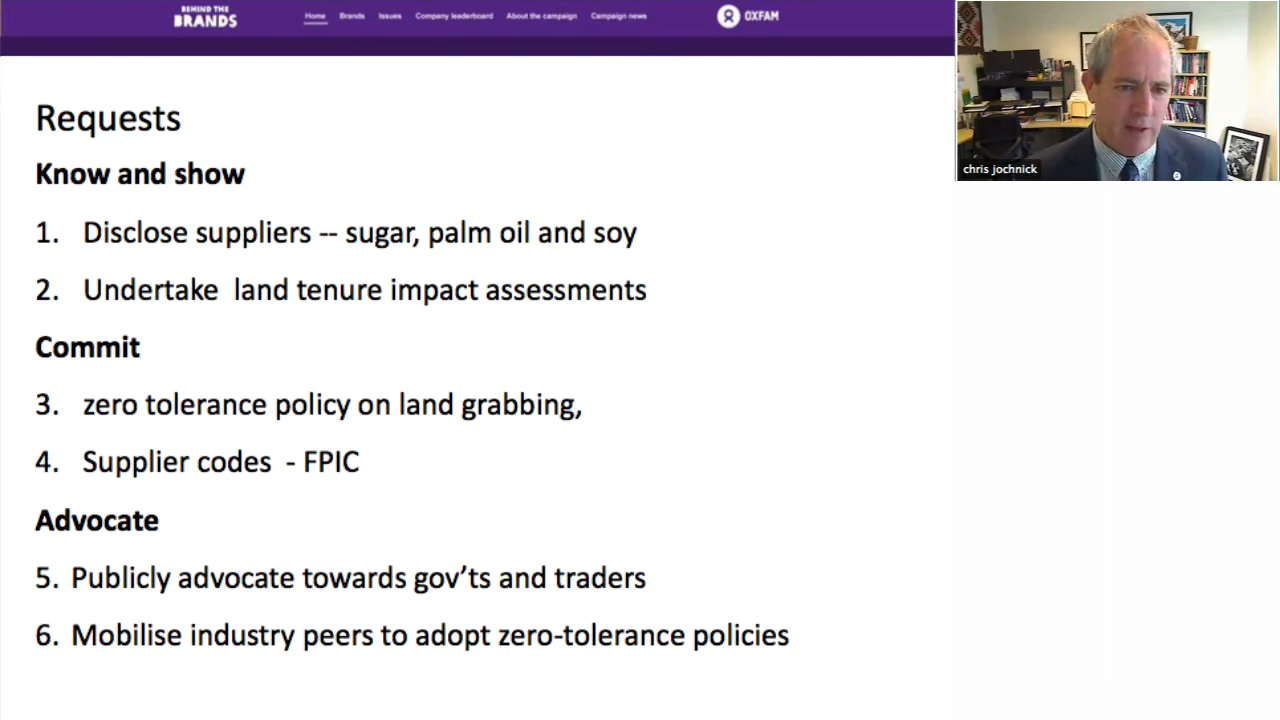 BEHIND THE
BRANDS
Home Brands Issues Company leaderboard About the campaign Campaign news
OXFAM
chris jochnick
Requests
Know and show
1. Disclose suppliers -- sugar, palm oil and soy
2. Undertake land tenure impact assessments
Commit
3. zero tolerance policy on land grabbing,
4. Supplier codes - FPIC
Advocate
5. Publicly advocate towards gov’ts and traders
6. Mobilise industry peers to adopt zero-tolerance policies